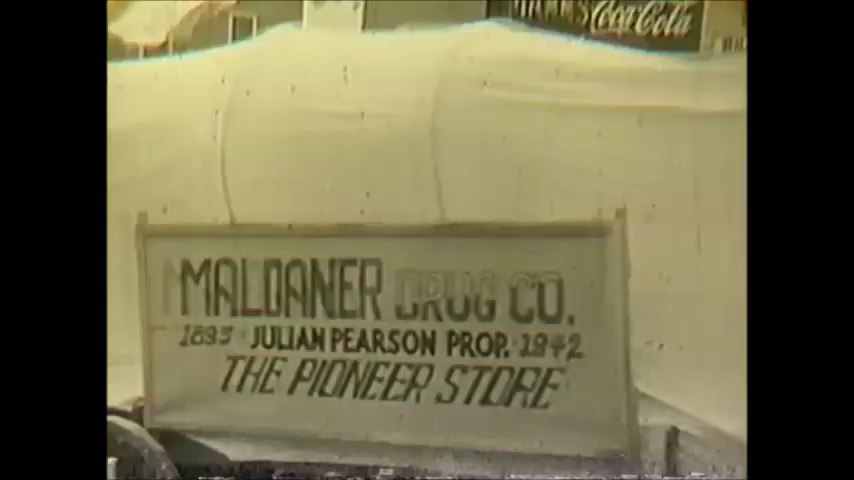 Coca-Cola
MALDANER DRUG CO.
1893 JULIAN PEARSON PROP. 1942
THE PIONEER STORE